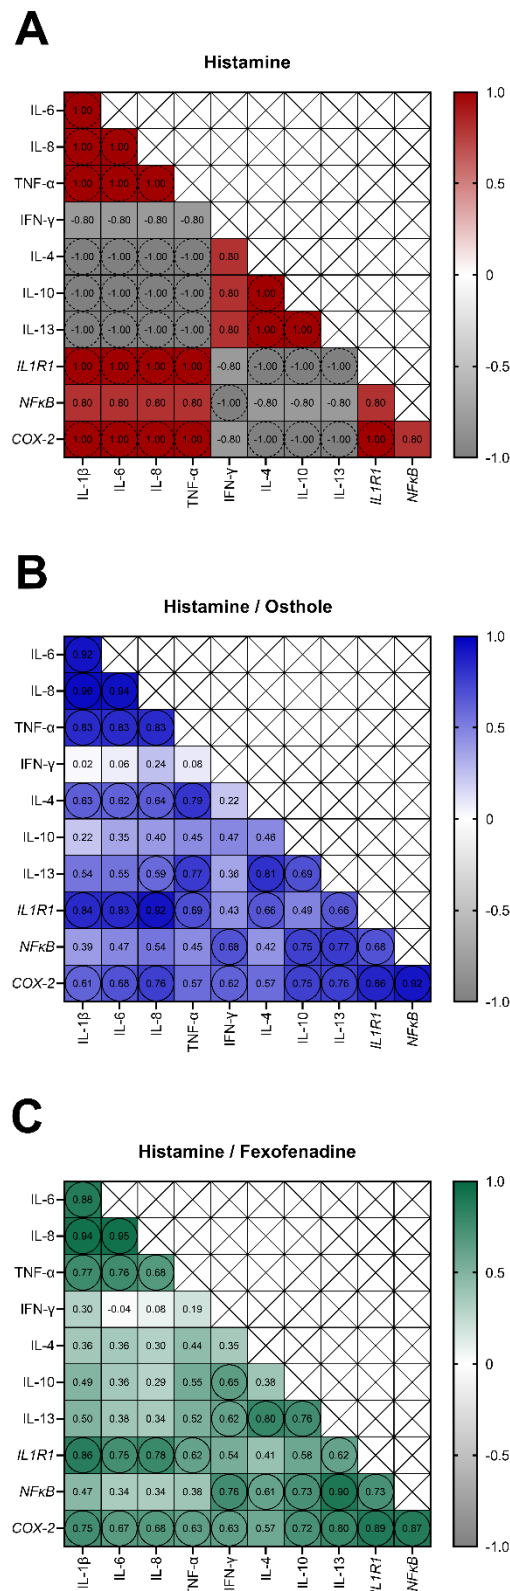 A
Histamine
IL-6 1.00
IL-8 1.00 1.00
TNF-α 1.00 1.00 1.00
IFN-γ -0.80 -0.80 -0.80 -0.80
IL-4 -1.00 -1.00 -1.00 -1.00 0.80
IL-10 -1.00 -1.00 -1.00 -1.00 0.80 1.00
IL-13 -1.00 -1.00 -1.00 -1.00 0.80 1.00 1.00
IL1R1 1.00 1.00 1.00 1.00 -0.80 -1.00 -1.00 -1.00
NFκB 0.80 0.80 0.80 0.80 -1.00 -0.80 -0.80 -0.80 0.80
COX-2 1.00 1.00 1.00 1.00 -0.80 -1.00 -1.00 -1.00 1.00 0.80
IL-1β IL-6 IL-8 TNF-α IFN-γ IL-4 IL-10 IL-13 IL1R1 NFκB
1.0
0.5
0
-0.5
-1.0
B
Histamine / Osthole
IL-6 0.92
IL-8 0.96 0.94
TNF-α 0.83 0.83 0.83
IFN-γ 0.02 0.06 0.24 0.08
IL-4 0.63 0.62 0.64 0.79 0.22
IL-10 0.22 0.35 0.40 0.45 0.47 0.46
IL-13 0.54 0.55 0.59 0.77 0.36 0.81 0.69
IL1R1 0.84 0.83 0.92 0.69 0.43 0.66 0.49 0.66
NFκB 0.39 0.47 0.54 0.45 0.68 0.42 0.75 0.77 0.68
COX-2 0.61 0.68 0.76 0.57 0.62 0.57 0.75 0.76 0.86 0.92
IL-1β IL-6 IL-8 TNF-α IFN-γ IL-4 IL-10 IL-13 IL1R1 NFκB
1.0
0.5
0
-0.5
-1.0
C
Histamine / Fexofenadine
IL-6 0.88
IL-8 0.94 0.95
TNF-α 0.77 0.76 0.68
IFN-γ 0.30 -0.04 0.08 0.19
IL-4 0.36 0.36 0.30 0.44 0.35
IL-10 0.49 0.36 0.29 0.55 0.65 0.38
IL-13 0.50 0.38 0.34 0.52 0.62 0.80 0.76
IL1R1 0.86 0.75 0.78 0.62 0.54 0.41 0.58 0.62
NFκB 0.47 0.34 0.34 0.38 0.76 0.61 0.73 0.90 0.73
COX-2 0.75 0.67 0.68 0.63 0.63 0.57 0.72 0.80 0.89 0.87
IL-1β IL-6 IL-8 TNF-α IFN-γ IL-4 IL-10 IL-13 IL1R1 NFκB
1.0
0.5
0
-0.5
-1.0